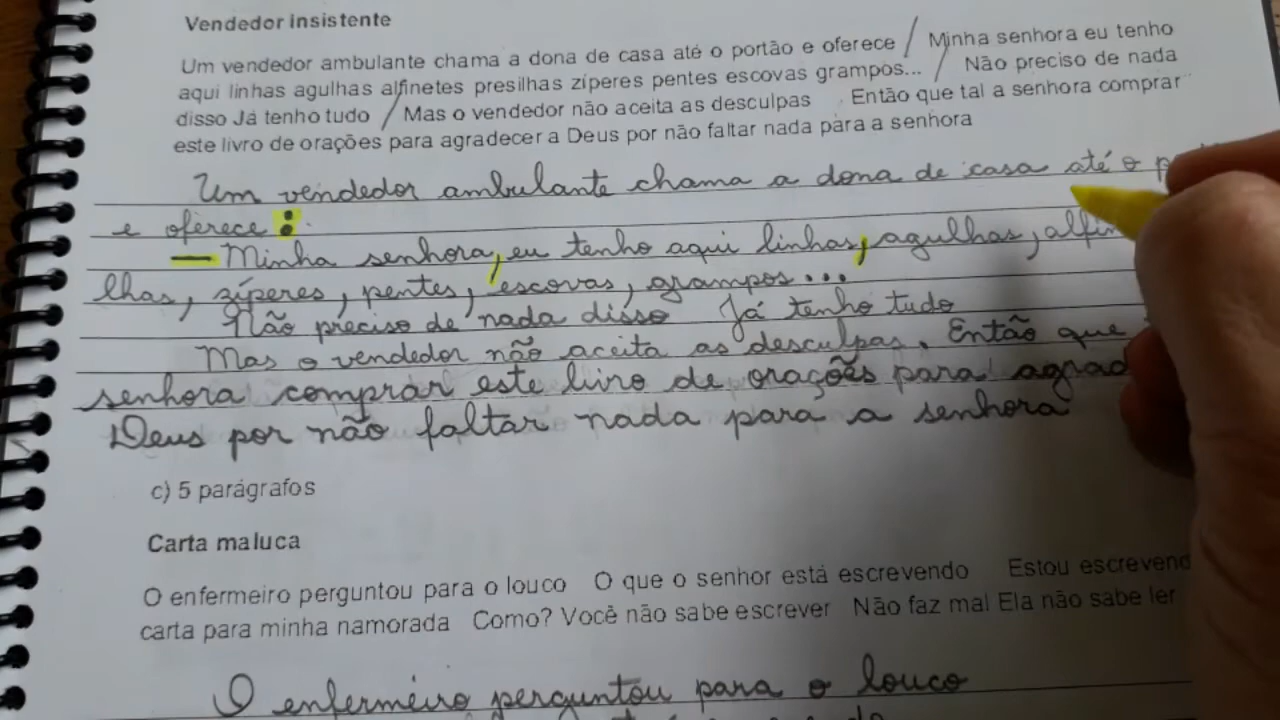 Vendedor insistente
Um vendedor ambulante chama a dona de casa até o portão e oferece / Minha senhora eu tenho
aqui linhas agulhas alfinetes presilhas zíperes pentes escovas grampos... / Não preciso de nada
disso Já tenho tudo / Mas o vendedor não aceita as desculpas Então que tal a senhora comprar
este livro de orações para agradecer a Deus por não faltar nada para a senhora
Um vendedor ambulante chama a dona de casa até o
e oferece :
— Minha senhora, eu tenho aqui linhas, agulhas,
lhas, zíperes, pentes, escovas, grampos...
Não preciso de nada disso Já tenho tudo
Mas o vendedor não aceita as desculpas. Então que
senhora comprar este livro de orações para
Deus por não faltar nada para a senhora
c) 5 parágrafos
Carta maluca
O enfermeiro perguntou para o louco O que o senhor está escrevendo Estou
carta para minha namorada Como? Você não sabe escrever Não faz mal Ela não sabe ler
O enfermeiro perguntou para o louco